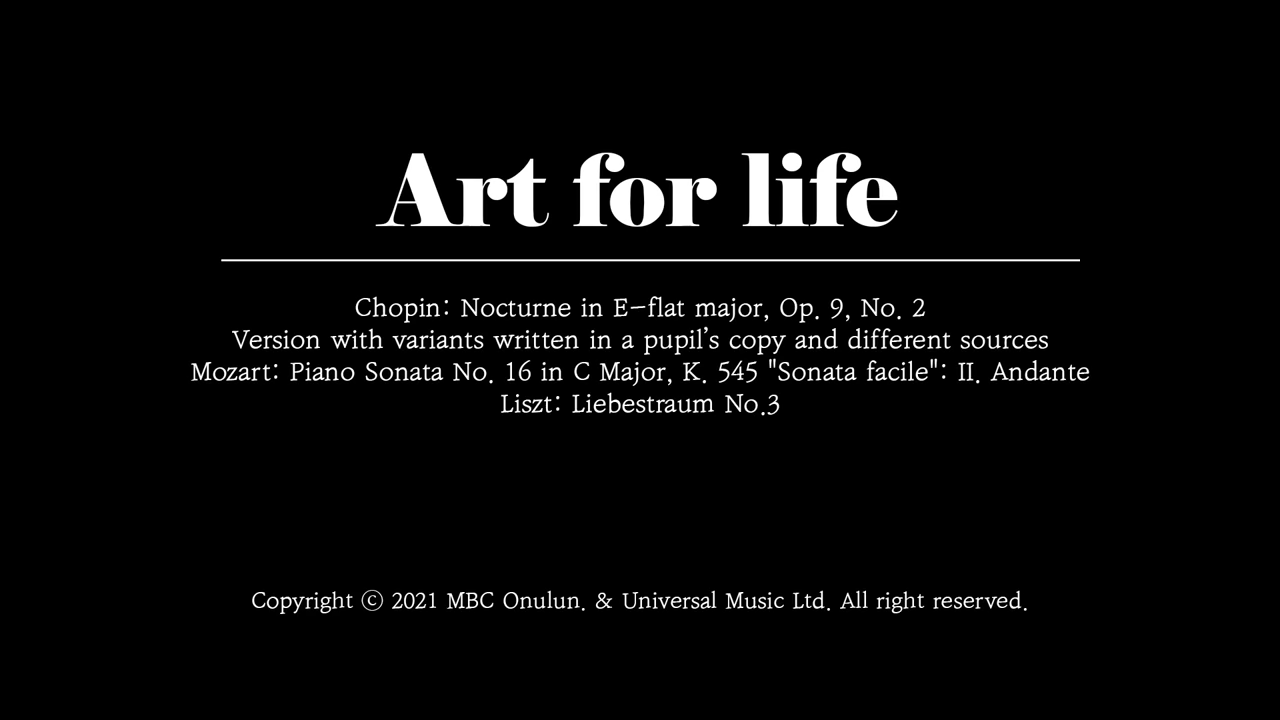 Art for life
Chopin: Nocturne in E-flat major, Op. 9, No. 2
Version with variants written in a pupil’s copy and different sources
Mozart: Piano Sonata No. 16 in C Major, K. 545 "Sonata facile": II. Andante
Liszt: Liebestraum No.3
Copyright ⓒ 2021 MBC Onulun. & Universal Music Ltd. All right reserved.